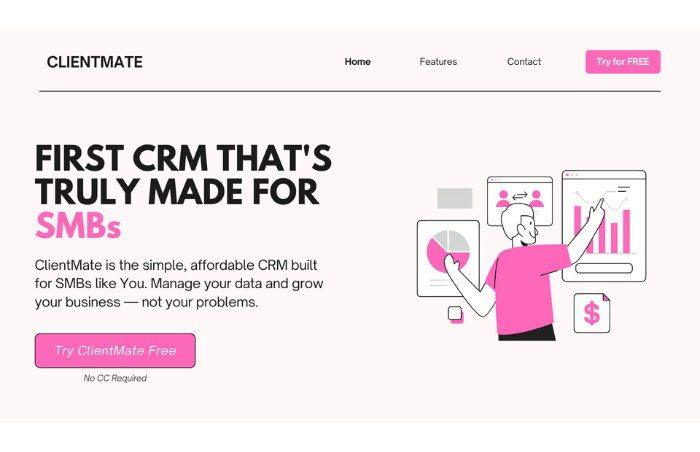 CLIENTMATE
Home
Features
Contact
Try for FREE
FIRST CRM THAT'S
TRULY MADE FOR
SMBs
ClientMate is the simple, affordable CRM built
for SMBs like You. Manage your data and grow
your business — not your problems.
Try ClientMate Free
No CC Required
$